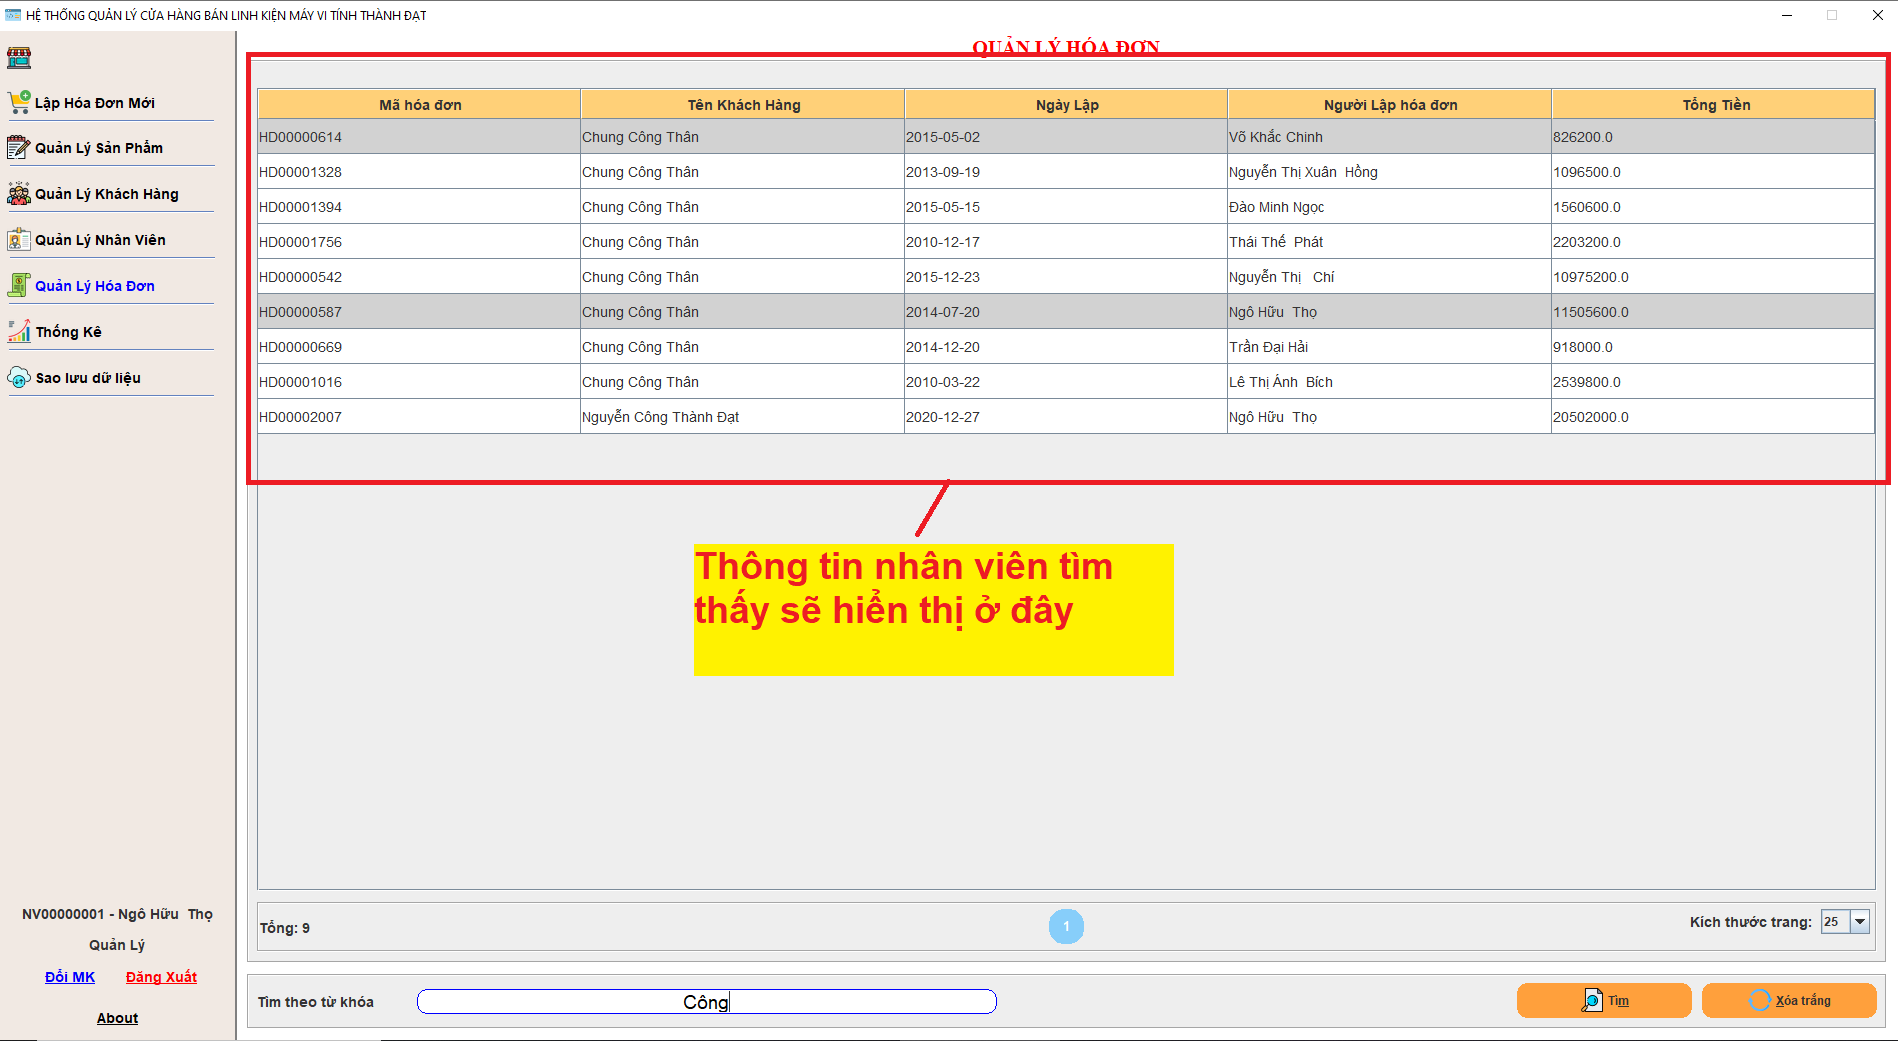 HỆ THỐNG QUẢN LÝ CỬA HÀNG BÁN LINH KIỆN MÁY VI TÍNH THÀNH ĐẠT
Lập Hóa Đơn Mới
Quản Lý Sản Phẩm
Quản Lý Khách Hàng
Quản Lý Nhân Viên
Quản Lý Hóa Đơn
Thống Kê
Sao lưu dữ liệu
NV00000001 - Ngô Hữu  Thọ
Quản Lý
Đổi MK Đăng Xuất
About
QUẢN LÝ HÓA ĐƠN
Mã hóa đơn Tên Khách Hàng Ngày Lập Người Lập hóa đơn Tổng Tiền
HD00000614 Chung Công Thân 2015-05-02 Võ Khắc Chinh 826200.0
HD00001328 Chung Công Thân 2013-09-19 Nguyễn Thị Xuân  Hồng 1096500.0
HD00001394 Chung Công Thân 2015-05-15 Đào Minh Ngọc 1560600.0
HD00001756 Chung Công Thân 2010-12-17 Thái Thế  Phát 2203200.0
HD00000542 Chung Công Thân 2015-12-23 Nguyễn Thị   Chí 10975200.0
HD00000587 Chung Công Thân 2014-07-20 Ngô Hữu  Thọ 11505600.0
HD00000669 Chung Công Thân 2014-12-20 Trần Đại Hải 918000.0
HD00001016 Chung Công Thân 2010-03-22 Lê Thị Ánh  Bích 2539800.0
HD00002007 Nguyễn Công Thành Đạt 2020-12-27 Ngô Hữu  Thọ 20502000.0
Thông tin nhân viên tìm
thấy sẽ hiển thị ở đây
Tổng: 9 1 Kích thước trang: 25
Tìm theo từ khóa Công Tìm Xóa trắng